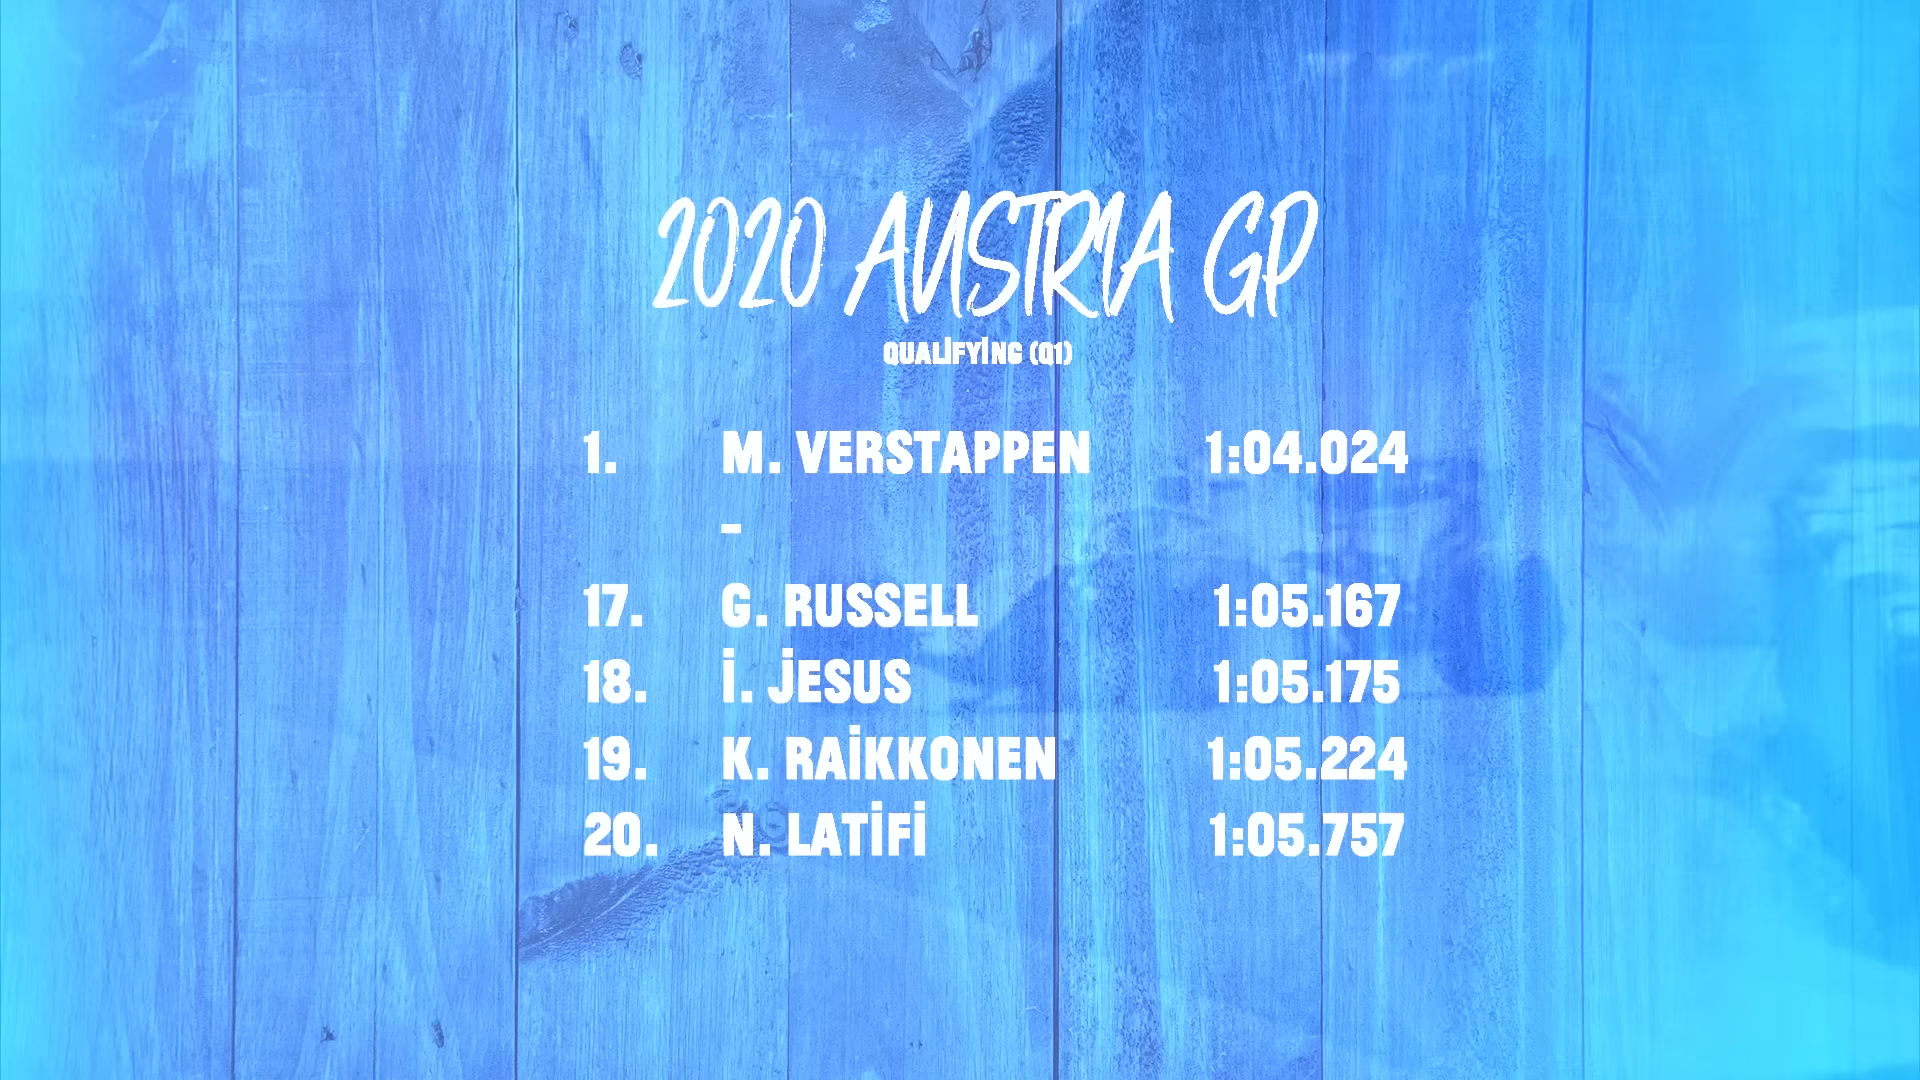 2020 AUSTRIA GP
QUALİFYİNG (Q1)
1. M. VERSTAPPEN 1:04.024
-
17. G. RUSSELL 1:05.167
18. İ. JESUS 1:05.175
19. K. RAİKKONEN 1:05.224
20. N. LATİFİ 1:05.757